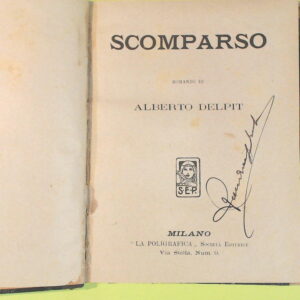 SCOMPARSO
ROMANZO DI
ALBERTO DELPIT
S.E.P.
MILANO
"LA POLIGRAFICA„ SOCIETÀ EDITRICE
Via Stella, Num. 9.